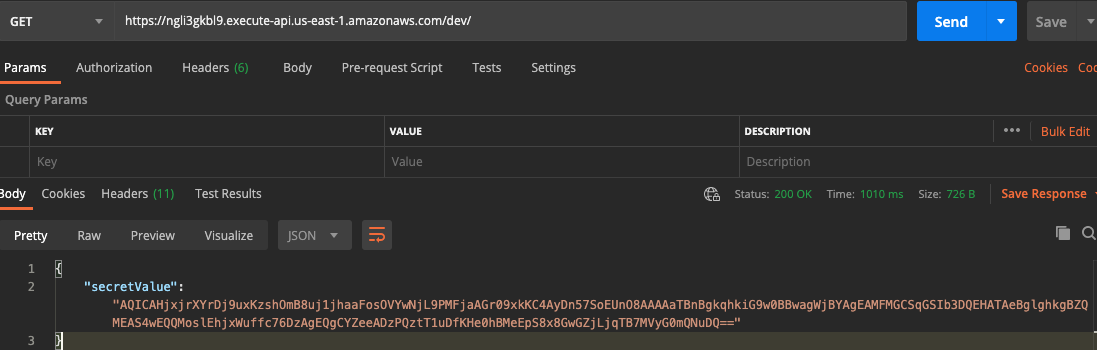 GET https://ngli3gkbl9.execute-api.us-east-1.amazonaws.com/dev/ Send Save
Params Authorization Headers (6) Body Pre-request Script Tests Settings Cookies Coo
Query Params
KEY VALUE DESCRIPTION ••• Bulk Edit
Key Value Description
Body Cookies Headers (11) Test Results Status: 200 OK Time: 1010 ms Size: 726 B Save Response
Pretty Raw Preview Visualize JSON
1 {
2 "secretValue":
"AQICAHjxjrXYrDj9uxKzshOmB8uj1jhaaFosOVYwNjL9PMFjaAGr09xkKC4AyDn57SoEUnO8AAAAaTBnBgkqhkiG9w0BBwagWjBYAgEAMFMGCSqGSIb3DQEHATAeBglghkgBZQ
MEAS4wEQQMoslEhjxWuffc76DzAgEQgCYZeeADzPQztT1uDfKHe0hBMeEpS8x8GwGZjLjqTB7MVyG0mQNuDQ=="
3 }